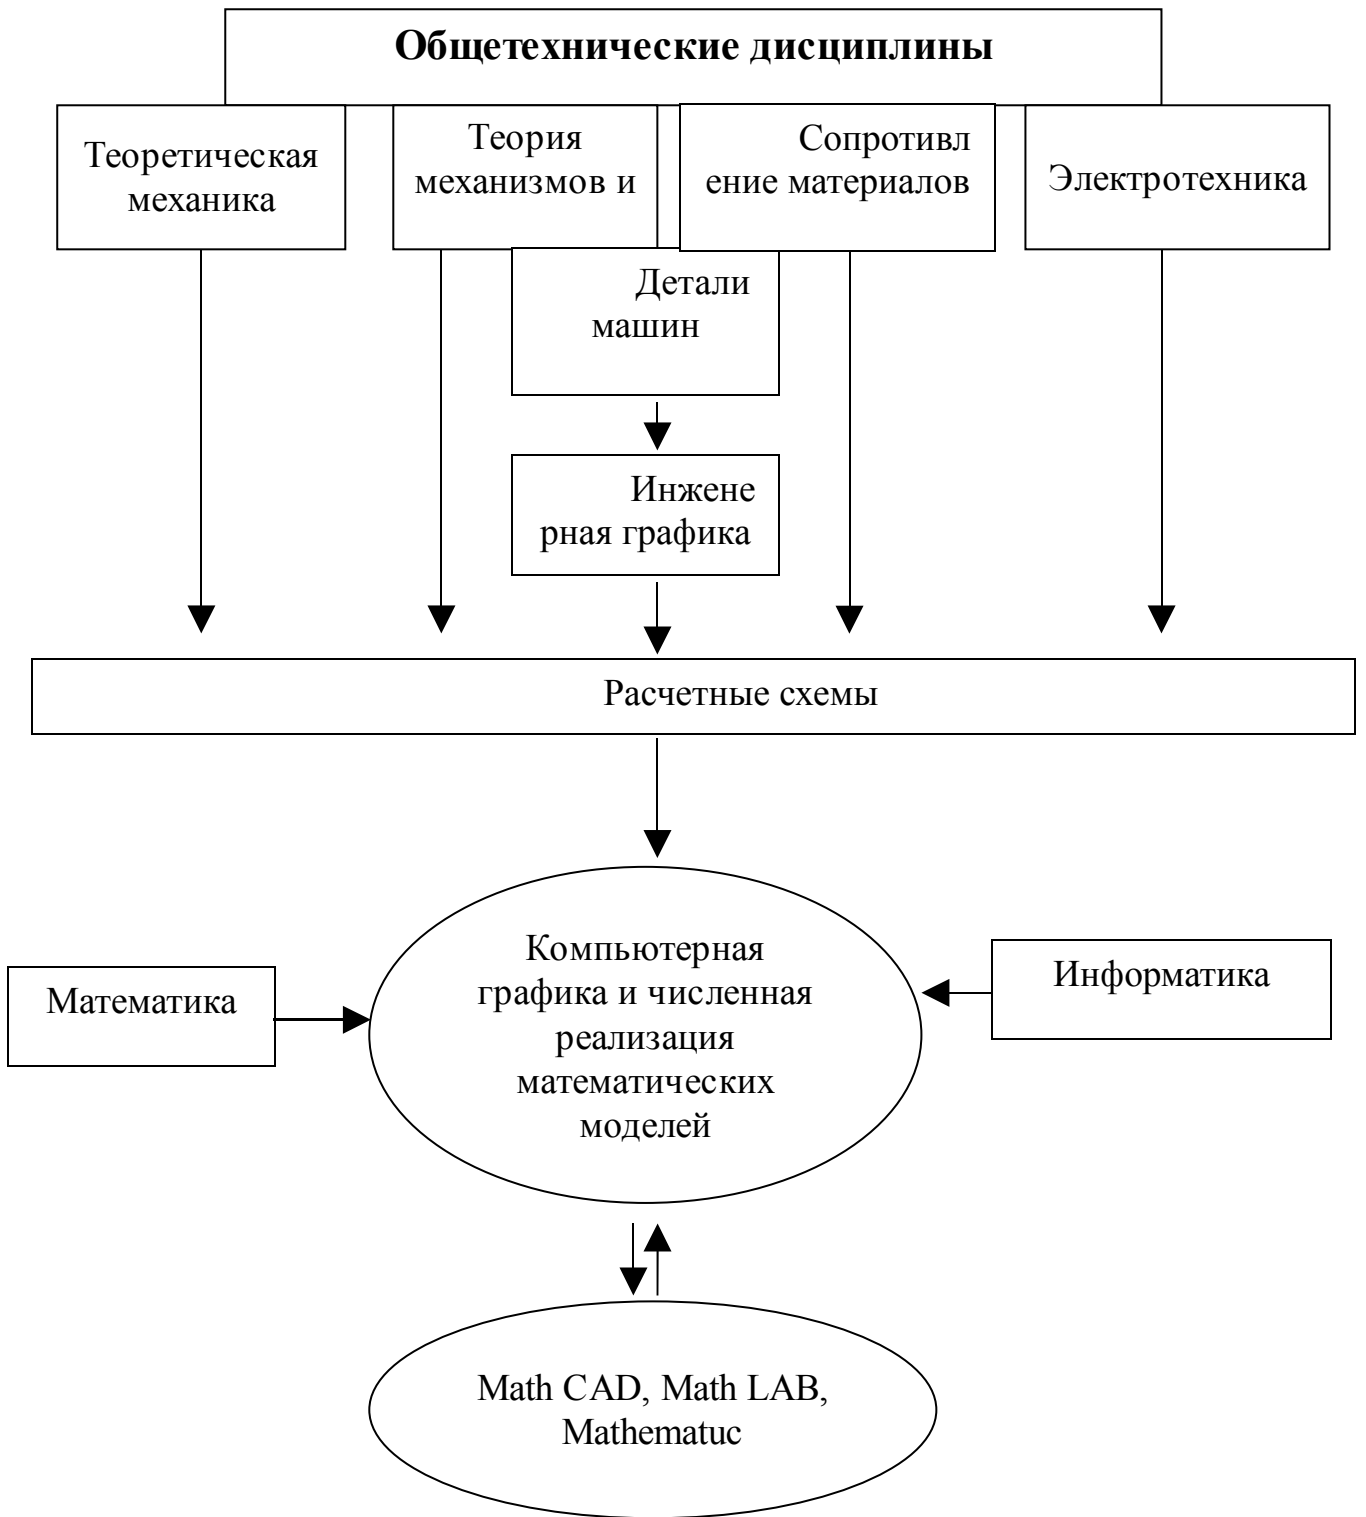 Общетехнические дисциплины
Теоретическая
механика
Теория
механизмов и
Сопротивл
ение материалов
Электротехника
Детали
машин
Инжене
рная графика
Расчетные схемы
Компьютерная
графика и численная
реализация
математических
моделей
Математика
Информатика
Math CAD, Math LAB,
Mathematuc